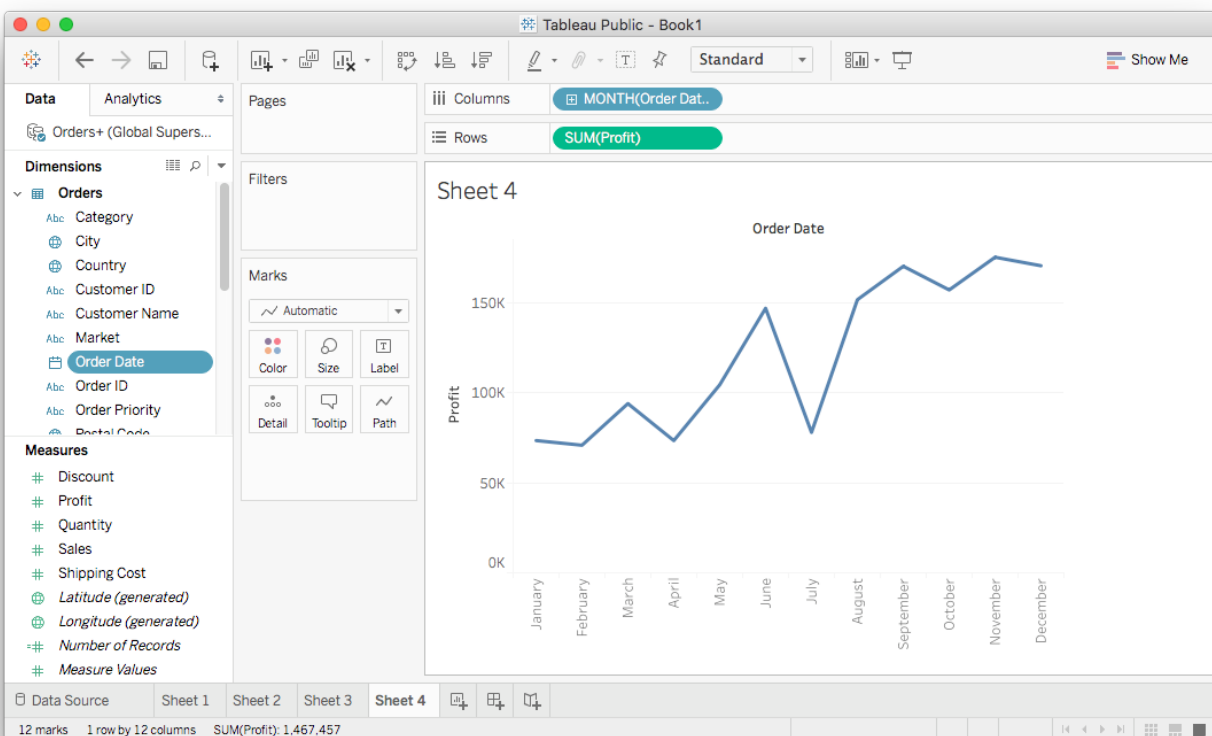 Tableau Public - Book1
Standard
Show Me
Data
Analytics
Orders+ (Global Supers...
Dimensions
Orders
Abc Category
City
Country
Abc Customer ID
Abc Customer Name
Abc Market
Order Date
Abc Order ID
Abc Order Priority
Postal Code
Measures
# Discount
# Profit
# Quantity
# Sales
# Shipping Cost
Latitude (generated)
Longitude (generated)
=# Number of Records
# Measure Values
Pages
Filters
Marks
Automatic
Color
Size
T
Label
Detail
Tooltip
Path
iii Columns
MONTH(Order Dat..
Rows
SUM(Profit)
Sheet 4
Order Date
Profit
150K
100K
50K
0K
January
February
March
April
May
June
July
August
September
October
November
December
Data Source
Sheet 1
Sheet 2
Sheet 3
Sheet 4
12 marks
1 row by 12 columns
SUM(Profit): 1,467,457